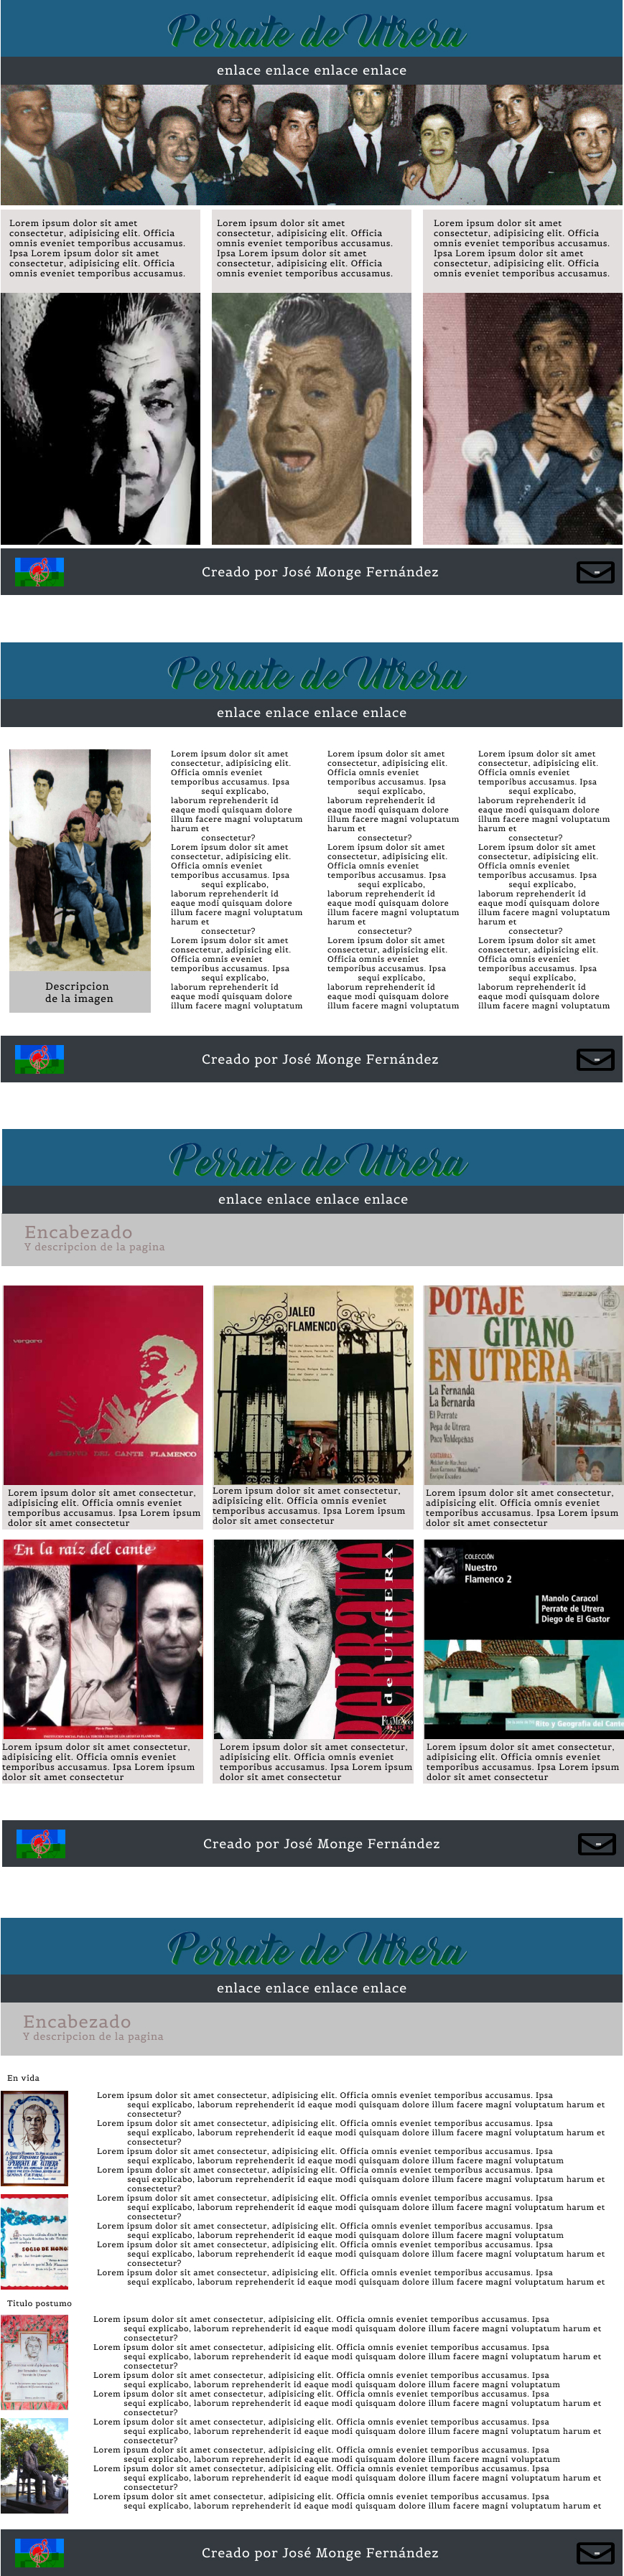 Perrate de Utrera
enlace enlace enlace enlace
Lorem ipsum dolor sit amet
consectetur, adipisicing elit. Officia
omnis eveniet temporibus accusamus.
Ipsa Lorem ipsum dolor sit amet
consectetur, adipisicing elit. Officia
omnis eveniet temporibus accusamus.
Lorem ipsum dolor sit amet
consectetur, adipisicing elit. Officia
omnis eveniet temporibus accusamus.
Ipsa Lorem ipsum dolor sit amet
consectetur, adipisicing elit. Officia
omnis eveniet temporibus accusamus.
Lorem ipsum dolor sit amet
consectetur, adipisicing elit. Officia
omnis eveniet temporibus accusamus.
Ipsa Lorem ipsum dolor sit amet
consectetur, adipisicing elit. Officia
omnis eveniet temporibus accusamus.
Creado por José Monge Fernández
Perrate de Utrera
enlace enlace enlace enlace
Descripcion
de la imagen
Lorem ipsum dolor sit amet
consectetur, adipisicing elit.
Officia omnis eveniet
temporibus accusamus. Ipsa
sequi explicabo,
laborum reprehenderit id
eaque modi quisquam dolore
illum facere magni voluptatum
harum et
consectetur?
Lorem ipsum dolor sit amet
consectetur, adipisicing elit.
Officia omnis eveniet
temporibus accusamus. Ipsa
sequi explicabo,
laborum reprehenderit id
eaque modi quisquam dolore
illum facere magni voluptatum
harum et
consectetur?
Lorem ipsum dolor sit amet
consectetur, adipisicing elit.
Officia omnis eveniet
temporibus accusamus. Ipsa
sequi explicabo,
laborum reprehenderit id
eaque modi quisquam dolore
illum facere magni voluptatum
Lorem ipsum dolor sit amet
consectetur, adipisicing elit.
Officia omnis eveniet
temporibus accusamus. Ipsa
sequi explicabo,
laborum reprehenderit id
eaque modi quisquam dolore
illum facere magni voluptatum
harum et
consectetur?
Lorem ipsum dolor sit amet
consectetur, adipisicing elit.
Officia omnis eveniet
temporibus accusamus. Ipsa
sequi explicabo,
laborum reprehenderit id
eaque modi quisquam dolore
illum facere magni voluptatum
harum et
consectetur?
Lorem ipsum dolor sit amet
consectetur, adipisicing elit.
Officia omnis eveniet
temporibus accusamus. Ipsa
sequi explicabo,
laborum reprehenderit id
eaque modi quisquam dolore
illum facere magni voluptatum
Lorem ipsum dolor sit amet
consectetur, adipisicing elit.
Officia omnis eveniet
temporibus accusamus. Ipsa
sequi explicabo,
laborum reprehenderit id
eaque modi quisquam dolore
illum facere magni voluptatum
harum et
consectetur?
Lorem ipsum dolor sit amet
consectetur, adipisicing elit.
Officia omnis eveniet
temporibus accusamus. Ipsa
sequi explicabo,
laborum reprehenderit id
eaque modi quisquam dolore
illum facere magni voluptatum
harum et
consectetur?
Lorem ipsum dolor sit amet
consectetur, adipisicing elit.
Officia omnis eveniet
temporibus accusamus. Ipsa
sequi explicabo,
laborum reprehenderit id
eaque modi quisquam dolore
illum facere magni voluptatum
Creado por José Monge Fernández
Perrate de Utrera
enlace enlace enlace enlace
Encabezado
Y descripcion de la pagina
vergara
ARCHIVO DEL CANTE FLAMENCO
JALEO
FLAMENCO
POTAJE
GITANO
EN UTRERA
La Fernanda
La Bernarda
El Perrate
Pepa de Utrera
Lorem ipsum dolor sit amet consectetur,
adipisicing elit. Officia omnis eveniet
temporibus accusamus. Ipsa Lorem ipsum
dolor sit amet consectetur
Lorem ipsum dolor sit amet consectetur,
adipisicing elit. Officia omnis eveniet
temporibus accusamus. Ipsa Lorem ipsum
dolor sit amet consectetur
Lorem ipsum dolor sit amet consectetur,
adipisicing elit. Officia omnis eveniet
temporibus accusamus. Ipsa Lorem ipsum
dolor sit amet consectetur
En la raíz del cante
PERRATE
de UTRERA
COLECCIÓN
Nuestro
Flamenco 2
Manolo Caracol
Perrate de Utrera
Diego de El Gastor
Rito y Geografía del Cante
Lorem ipsum dolor sit amet consectetur,
adipisicing elit. Officia omnis eveniet
temporibus accusamus. Ipsa Lorem ipsum
dolor sit amet consectetur
Lorem ipsum dolor sit amet consectetur,
adipisicing elit. Officia omnis eveniet
temporibus accusamus. Ipsa Lorem ipsum
dolor sit amet consectetur
Lorem ipsum dolor sit amet consectetur,
adipisicing elit. Officia omnis eveniet
temporibus accusamus. Ipsa Lorem ipsum
dolor sit amet consectetur
Creado por José Monge Fernández
Perrate de Utrera
enlace enlace enlace enlace
Encabezado
Y descripcion de la pagina
En vida
"PERRATE DE UTRERA"
SOCIO DE HONOR
Lorem ipsum dolor sit amet consectetur, adipisicing elit. Officia omnis eveniet temporibus accusamus. Ipsa
sequi explicabo, laborum reprehenderit id eaque modi quisquam dolore illum facere magni voluptatum harum et
consectetur?
Lorem ipsum dolor sit amet consectetur, adipisicing elit. Officia omnis eveniet temporibus accusamus. Ipsa
sequi explicabo, laborum reprehenderit id eaque modi quisquam dolore illum facere magni voluptatum harum et
consectetur?
Lorem ipsum dolor sit amet consectetur, adipisicing elit. Officia omnis eveniet temporibus accusamus. Ipsa
sequi explicabo, laborum reprehenderit id eaque modi quisquam dolore illum facere magni voluptatum
Lorem ipsum dolor sit amet consectetur, adipisicing elit. Officia omnis eveniet temporibus accusamus. Ipsa
sequi explicabo, laborum reprehenderit id eaque modi quisquam dolore illum facere magni voluptatum harum et
consectetur?
Lorem ipsum dolor sit amet consectetur, adipisicing elit. Officia omnis eveniet temporibus accusamus. Ipsa
sequi explicabo, laborum reprehenderit id eaque modi quisquam dolore illum facere magni voluptatum harum et
consectetur?
Lorem ipsum dolor sit amet consectetur, adipisicing elit. Officia omnis eveniet temporibus accusamus. Ipsa
sequi explicabo, laborum reprehenderit id eaque modi quisquam dolore illum facere magni voluptatum
Lorem ipsum dolor sit amet consectetur, adipisicing elit. Officia omnis eveniet temporibus accusamus. Ipsa
sequi explicabo, laborum reprehenderit id eaque modi quisquam dolore illum facere magni voluptatum harum et
consectetur?
Lorem ipsum dolor sit amet consectetur, adipisicing elit. Officia omnis eveniet temporibus accusamus. Ipsa
sequi explicabo, laborum reprehenderit id eaque modi quisquam dolore illum facere magni voluptatum harum et
Titulo postumo
Lorem ipsum dolor sit amet consectetur, adipisicing elit. Officia omnis eveniet temporibus accusamus. Ipsa
sequi explicabo, laborum reprehenderit id eaque modi quisquam dolore illum facere magni voluptatum harum et
consectetur?
Lorem ipsum dolor sit amet consectetur, adipisicing elit. Officia omnis eveniet temporibus accusamus. Ipsa
sequi explicabo, laborum reprehenderit id eaque modi quisquam dolore illum facere magni voluptatum harum et
consectetur?
Lorem ipsum dolor sit amet consectetur, adipisicing elit. Officia omnis eveniet temporibus accusamus. Ipsa
sequi explicabo, laborum reprehenderit id eaque modi quisquam dolore illum facere magni voluptatum
Lorem ipsum dolor sit amet consectetur, adipisicing elit. Officia omnis eveniet temporibus accusamus. Ipsa
sequi explicabo, laborum reprehenderit id eaque modi quisquam dolore illum facere magni voluptatum harum et
consectetur?
Lorem ipsum dolor sit amet consectetur, adipisicing elit. Officia omnis eveniet temporibus accusamus. Ipsa
sequi explicabo, laborum reprehenderit id eaque modi quisquam dolore illum facere magni voluptatum harum et
consectetur?
Lorem ipsum dolor sit amet consectetur, adipisicing elit. Officia omnis eveniet temporibus accusamus. Ipsa
sequi explicabo, laborum reprehenderit id eaque modi quisquam dolore illum facere magni voluptatum
Lorem ipsum dolor sit amet consectetur, adipisicing elit. Officia omnis eveniet temporibus accusamus. Ipsa
sequi explicabo, laborum reprehenderit id eaque modi quisquam dolore illum facere magni voluptatum harum et
consectetur?
Lorem ipsum dolor sit amet consectetur, adipisicing elit. Officia omnis eveniet temporibus accusamus. Ipsa
sequi explicabo, laborum reprehenderit id eaque modi quisquam dolore illum facere magni voluptatum harum et
Creado por José Monge Fernández